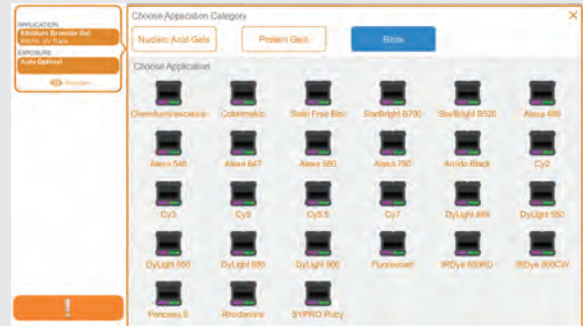 APPLICATION
Ethidium Bromide Gel
EXPOSURE
Auto Optimal
Choose Application Category
Nucleic Acid Gels
Protein Gels
Blots
Choose Application
Chemiluminescence
Colorimetric
Stain Free Blot
StarBright B700
StarBright B520
Alexa 488
Alexa 546
Alexa 647
Alexa 680
Alexa 790
Amido Black
Cy2
Cy3
Cy5
Cy5.5
Cy7
DyLight 488
DyLight 550
DyLight 650
DyLight 680
DyLight 800
Fluorescein
IRDye 680RD
IRDye 800CW
Ponceau S
Rhodamine
SYPRO Ruby